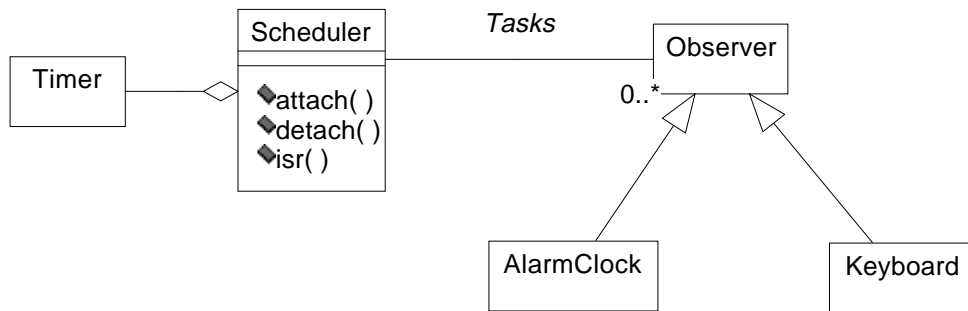 Scheduler
Tasks
Observer
Timer
0..*
attach( )
detach( )
isr( )
AlarmClock
Keyboard